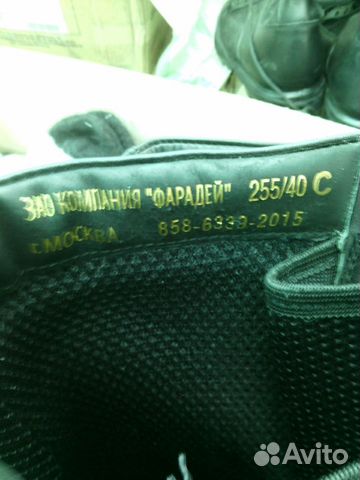 ЗАО КОМПАНИЯ "ФАРАДЕЙ" 255/40 С
г. МОСКВА 858-6339-2015
Avito